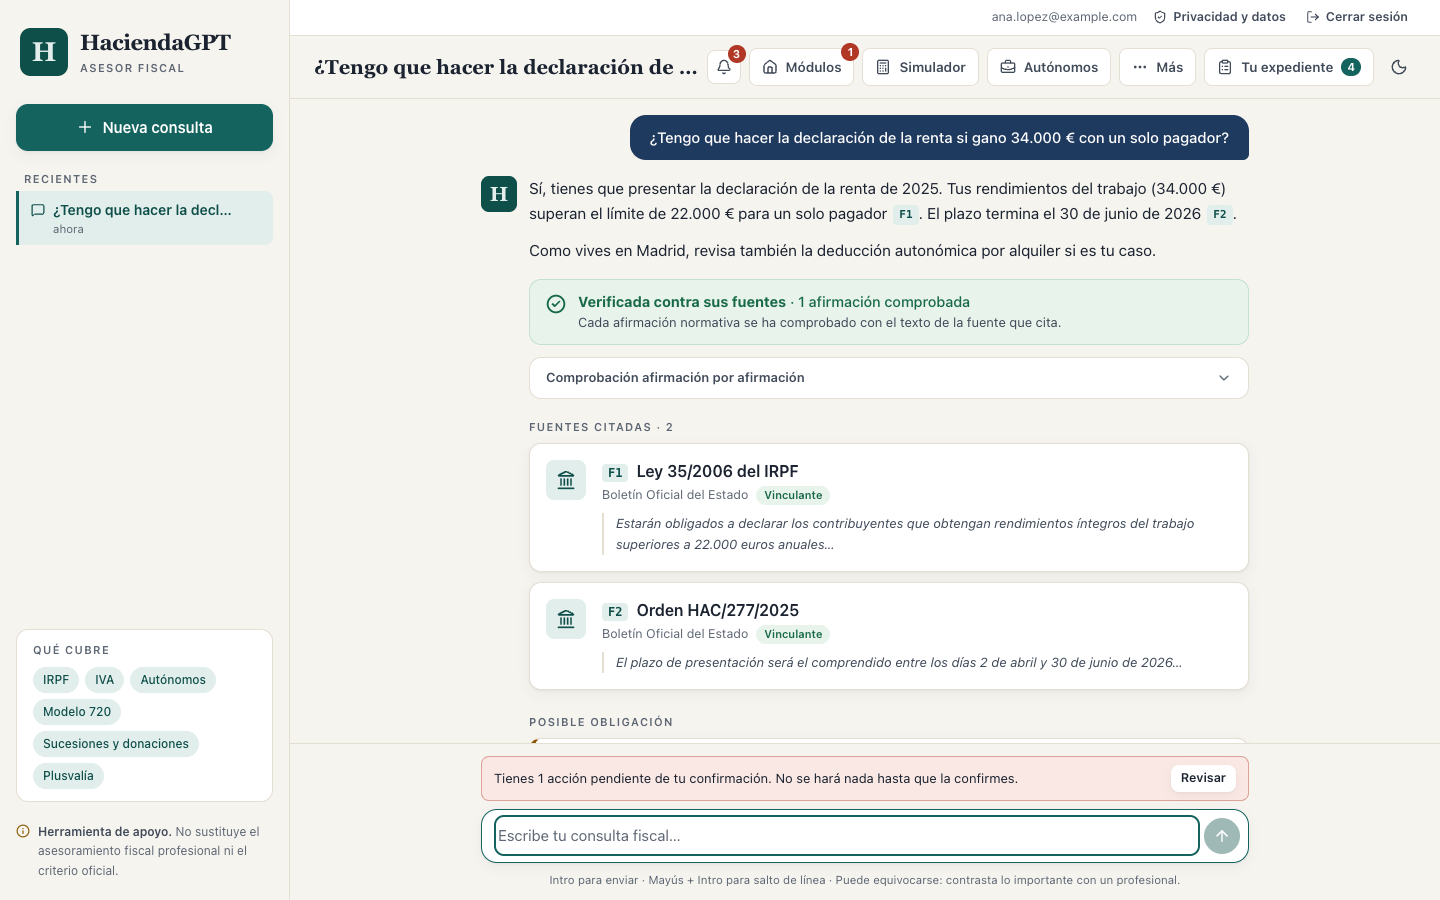 H
HaciendaGPT
ASESOR FISCAL
Nueva consulta
RECIENTES
¿Tengo que hacer la decl...
ahora
QUÉ CUBRE
IRPF IVA Autónomos
Modelo 720
Sucesiones y donaciones
Plusvalía
Herramienta de apoyo. No sustituye el
asesoramiento fiscal profesional ni el
criterio oficial.
ana.lopez@example.com Privacidad y datos Cerrar sesión
¿Tengo que hacer la declaración de ... 3 Módulos 1 Simulador Autónomos Más Tu expediente 4
¿Tengo que hacer la declaración de la renta si gano 34.000 € con un solo pagador?
H
Sí, tienes que presentar la declaración de la renta de 2025. Tus rendimientos del trabajo (34.000 €)
superan el límite de 22.000 € para un solo pagador F1. El plazo termina el 30 de junio de 2026 F2.
Como vives en Madrid, revisa también la deducción autonómica por alquiler si es tu caso.
Verificada contra sus fuentes · 1 afirmación comprobada
Cada afirmación normativa se ha comprobado con el texto de la fuente que cita.
Comprobación afirmación por afirmación
FUENTES CITADAS · 2
F1 Ley 35/2006 del IRPF
Boletín Oficial del Estado Vinculante
Estarán obligados a declarar los contribuyentes que obtengan rendimientos íntegros del trabajo
superiores a 22.000 euros anuales...
F2 Orden HAC/277/2025
Boletín Oficial del Estado Vinculante
El plazo de presentación será el comprendido entre los días 2 de abril y 30 de junio de 2026...
POSIBLE OBLIGACIÓN
Tienes 1 acción pendiente de tu confirmación. No se hará nada hasta que la confirmes. Revisar
Escribe tu consulta fiscal...
Intro para enviar · Mayús + Intro para salto de línea · Puede equivocarse: contrasta lo importante con un profesional.